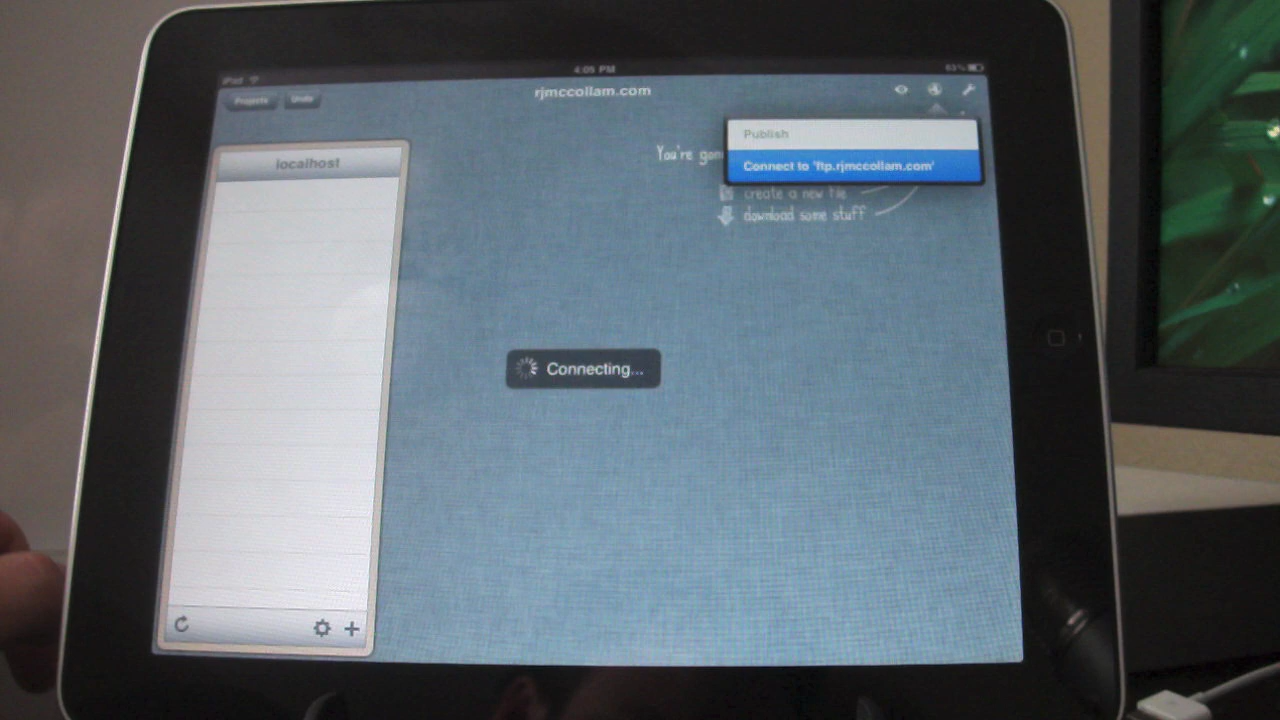 iPad 4:05 PM 63%
Projects Undo rjmccollam.com
localhost
Publish
You're gon
Connect to 'ftp.rjmccollam.com'
create a new file
download some stuff
Connecting...